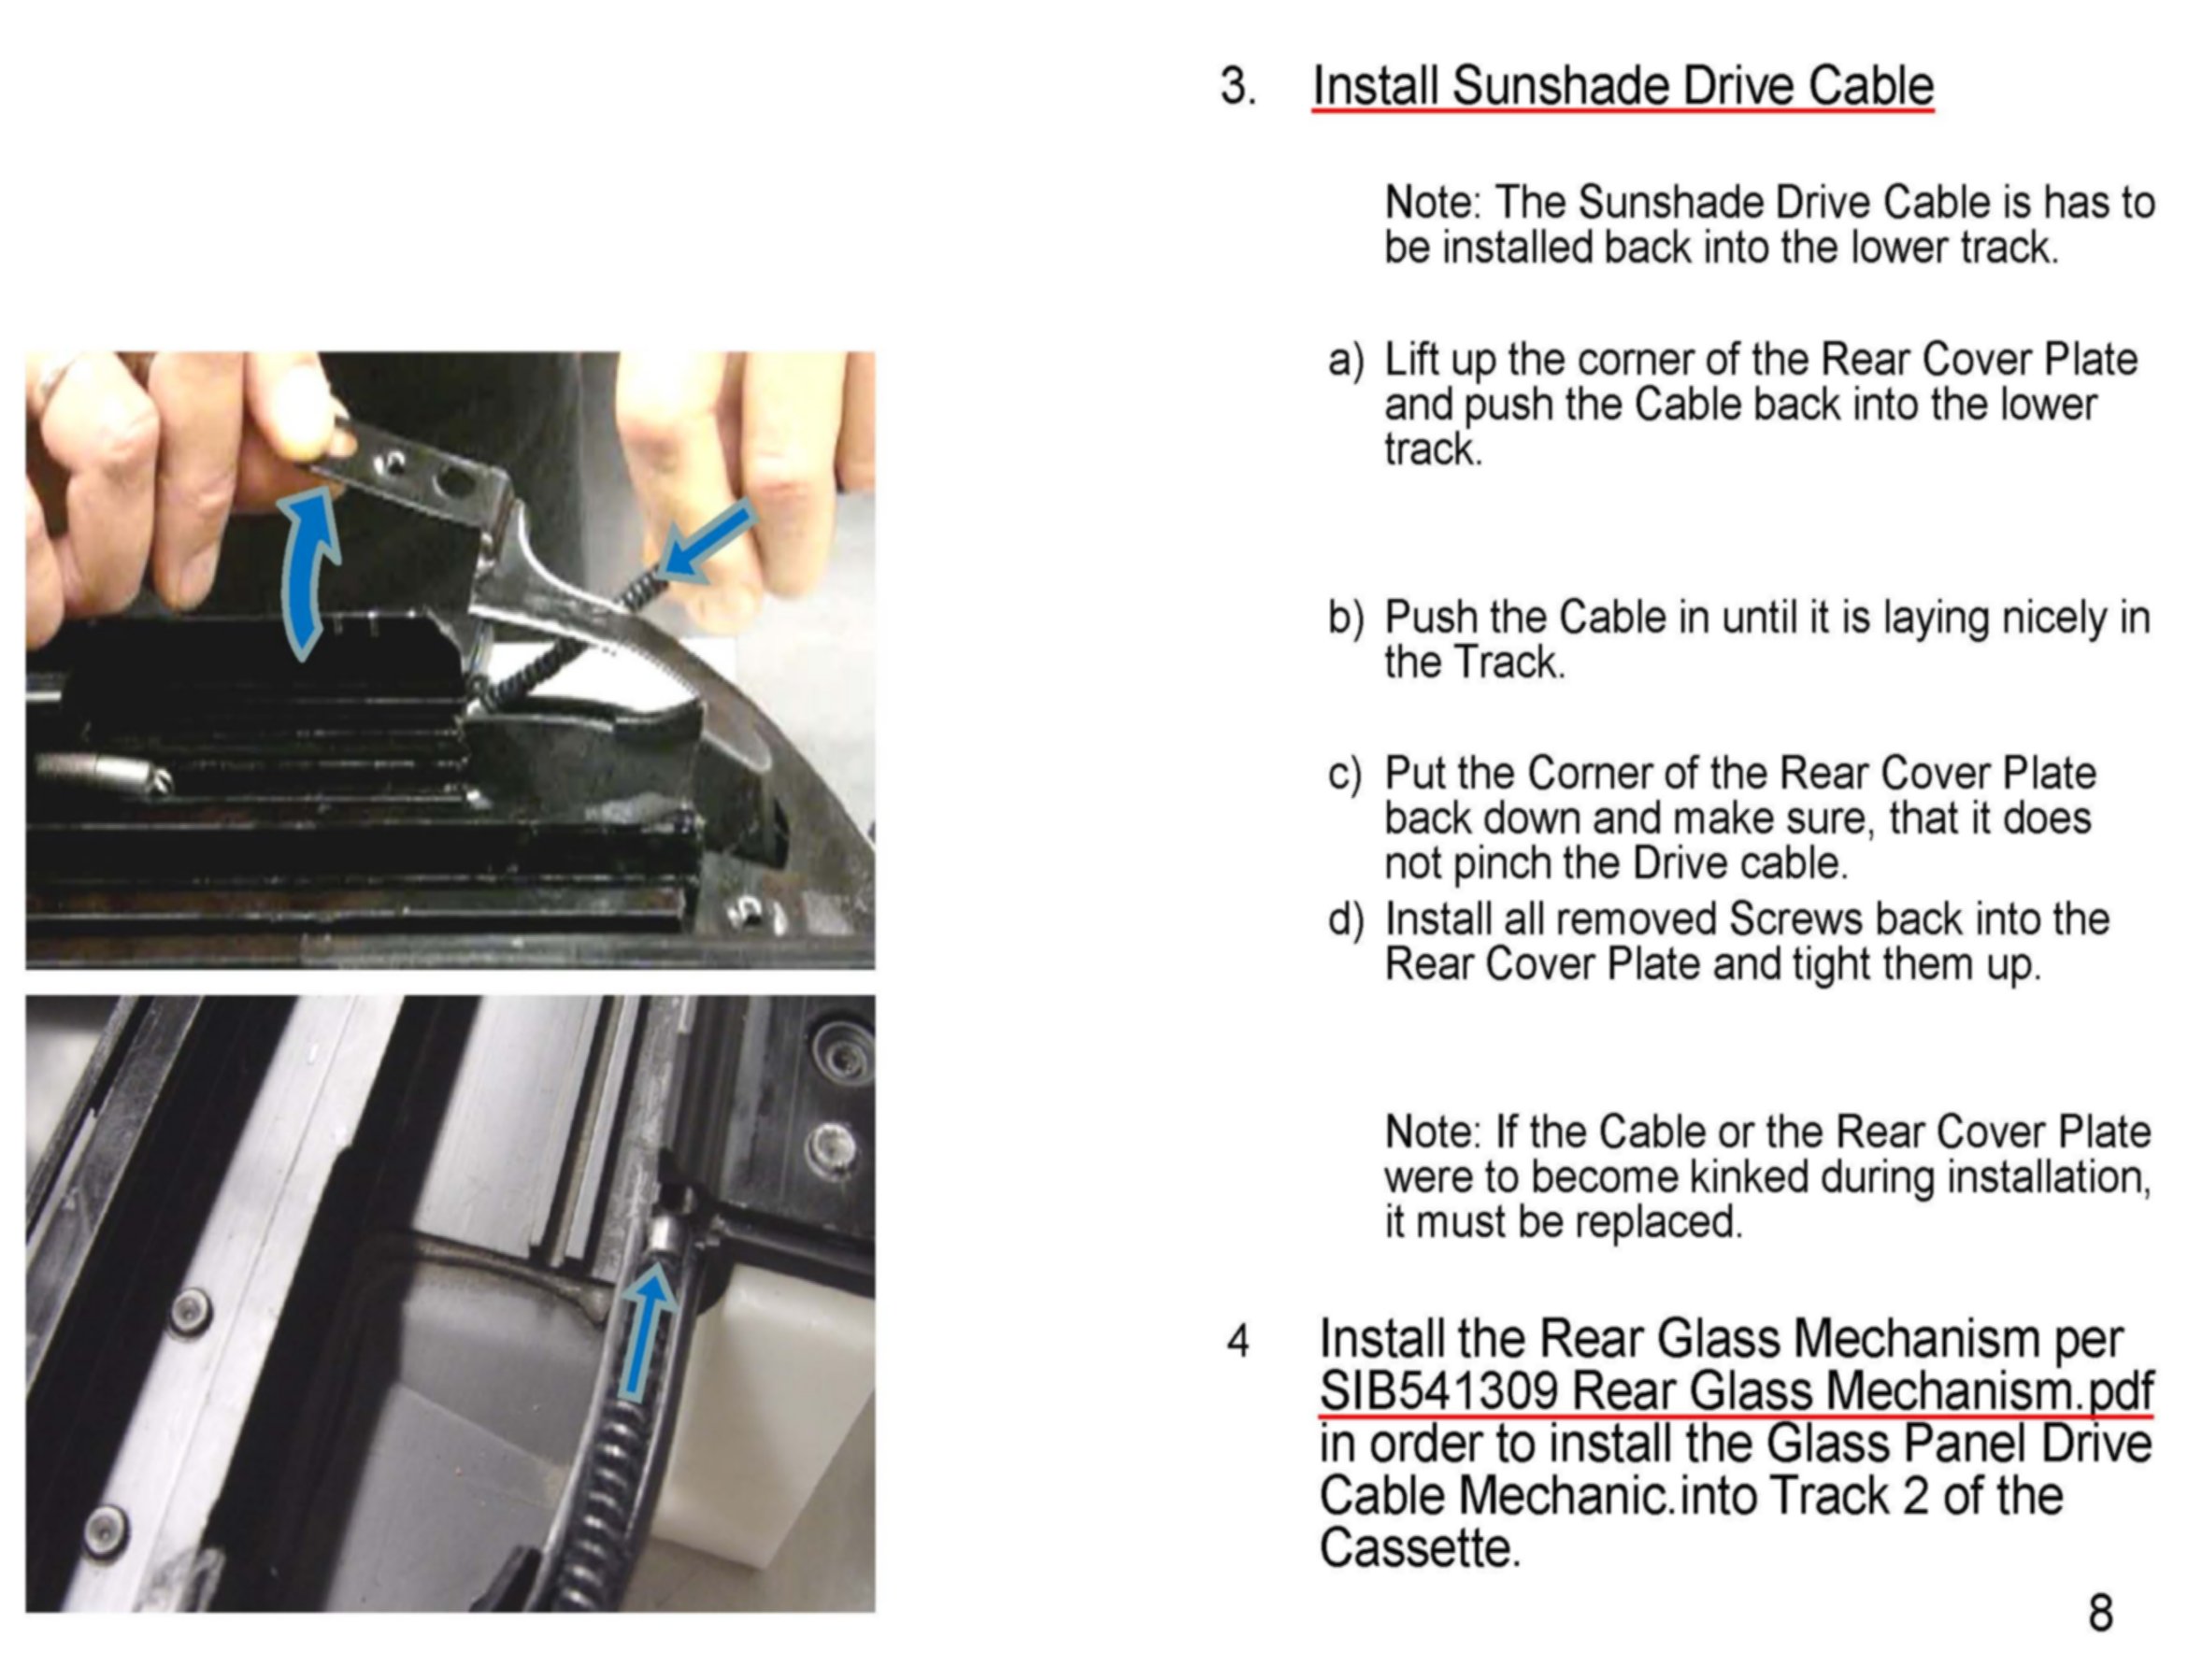 3. Install Sunshade Drive Cable
Note: The Sunshade Drive Cable is has to
be installed back into the lower track.
a) Lift up the corner of the Rear Cover Plate
and push the Cable back into the lower
track.
b) Push the Cable in until it is laying nicely in
the Track.
c) Put the Corner of the Rear Cover Plate
back down and make sure, that it does
not pinch the Drive cable.
d) Install all removed Screws back into the
Rear Cover Plate and tight them up.
Note: If the Cable or the Rear Cover Plate
were to become kinked during installation,
it must be replaced.
4 Install the Rear Glass Mechanism per
SIB541309 Rear Glass Mechanism.pdf
in order to install the Glass Panel Drive
Cable Mechanic.into Track 2 of the
Cassette.
8